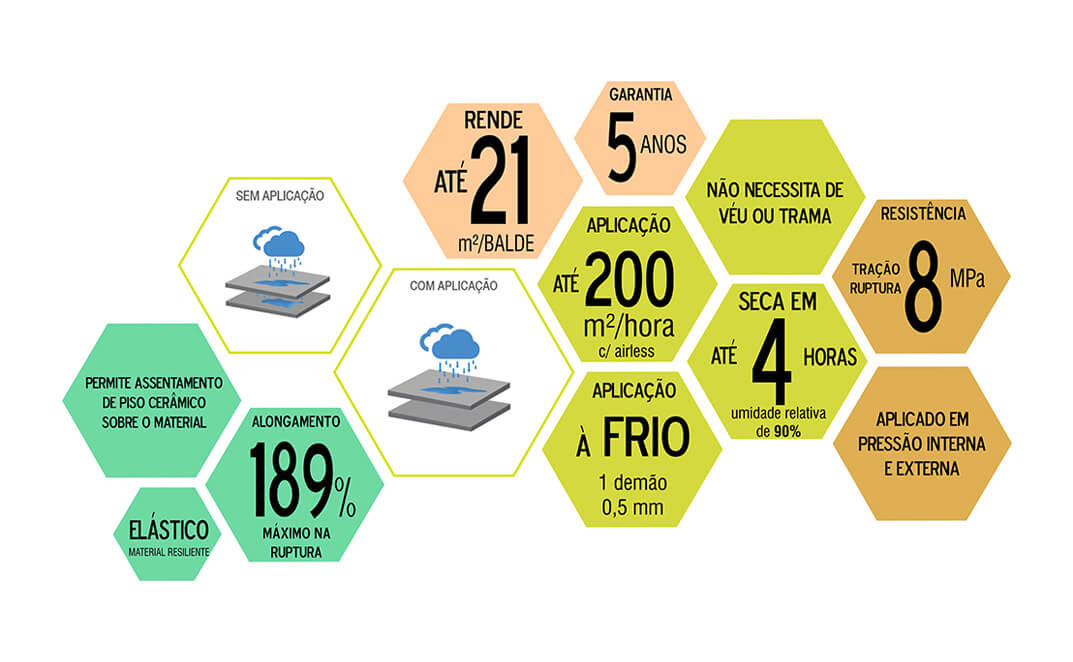 GARANTIA
5 ANOS
RENDE
ATÉ 21
m²/BALDE
NÃO NECESSITA DE
VÉU OU TRAMA
SEM APLICAÇÃO
APLICAÇÃO
ATÉ 200
m²/hora
c/ airless
RESISTÊNCIA
TRAÇÃO
RUPTURA 8 MPa
COM APLICAÇÃO
SECA EM
ATÉ 4 HORAS
umidade relativa
de 90%
PERMITE ASSENTAMENTO
DE PISO CERÂMICO
SOBRE O MATERIAL
APLICAÇÃO
À FRIO
1 demão
0,5 mm
APLICADO EM
PRESSÃO INTERNA
E EXTERNA
ALONGAMENTO
189%
MÁXIMO NA
RUPTURA
ELÁSTICO
MATERIAL RESILIENTE